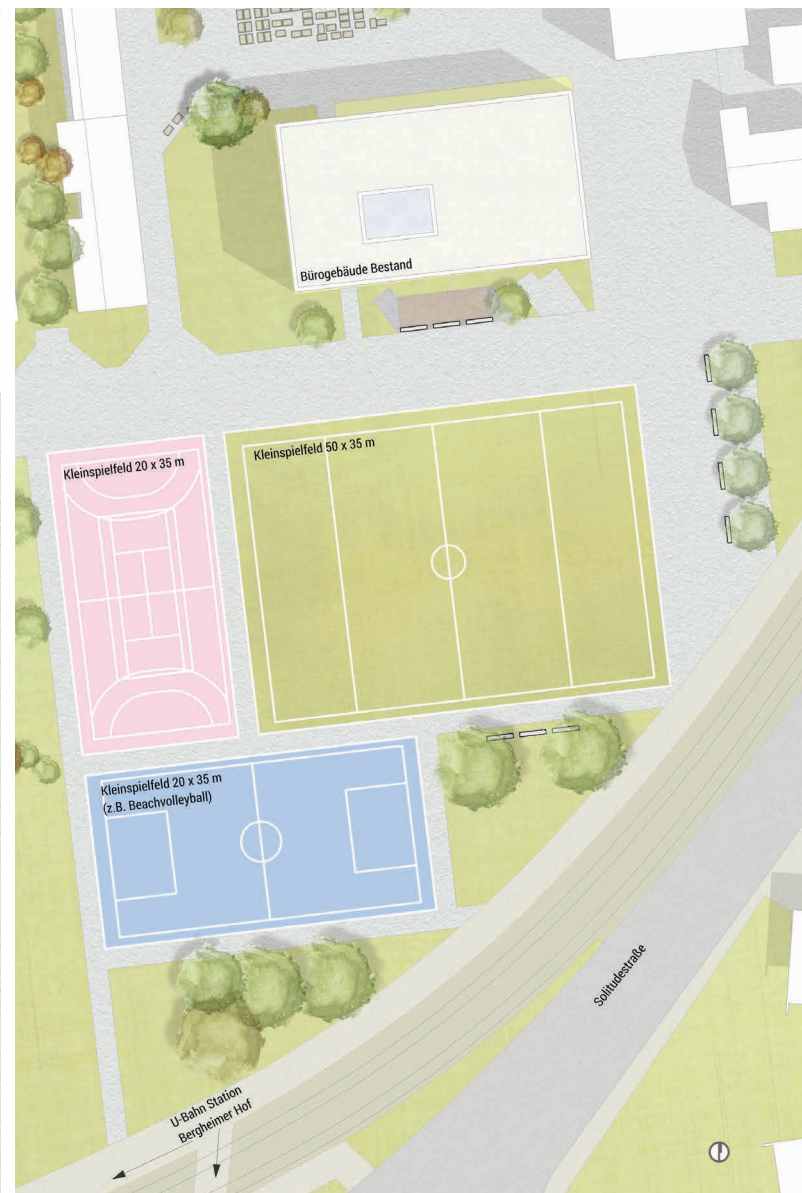 Bürogebäude Bestand
Kleinspielfeld 20 x 35 m
Kleinspielfeld 50 x 35 m
Kleinspielfeld 20 x 35 m
(z.B. Beachvolleyball)
Solitudestraße
U-Bahn Station
Bergheimer Hof